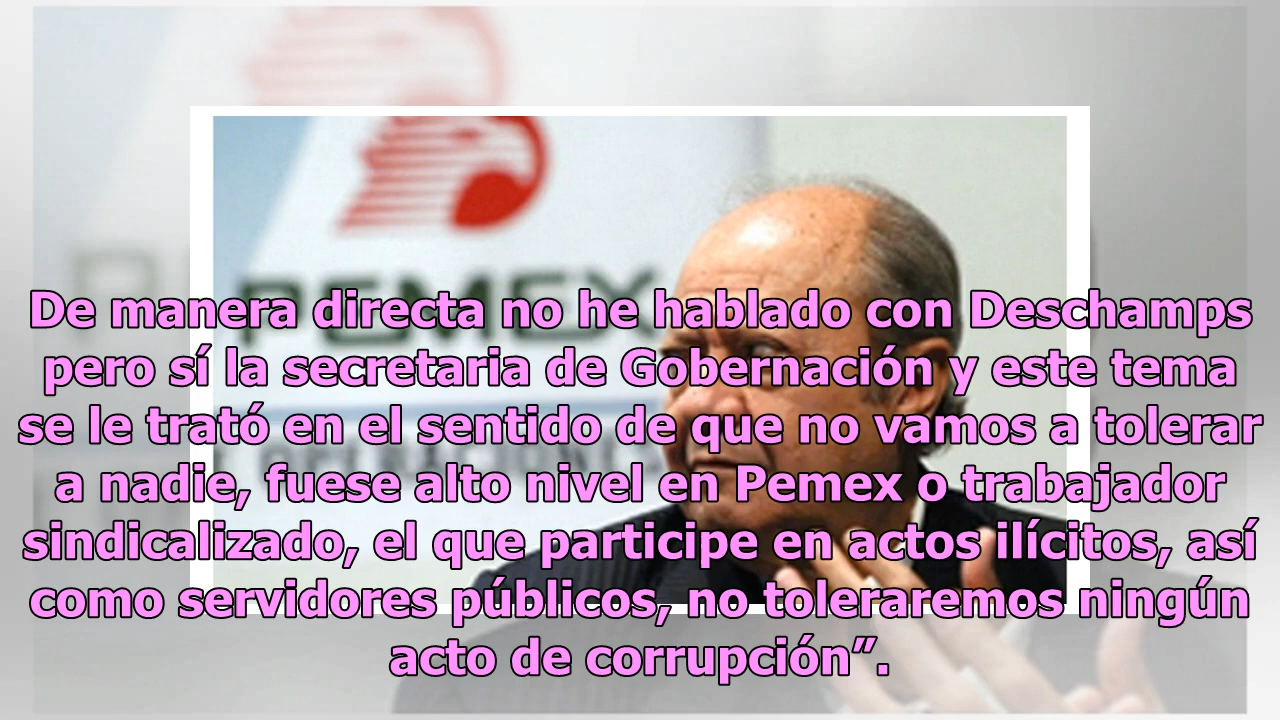 PEMEX
De manera directa no he hablado con Deschamps
pero sí la secretaria de Gobernación y este tema
se le trató en el sentido de que no vamos a tolerar
a nadie, fuese alto nivel en Pemex o trabajador
sindicalizado, el que participe en actos ilícitos, así
como servidores públicos, no toleraremos ningún
acto de corrupción”.